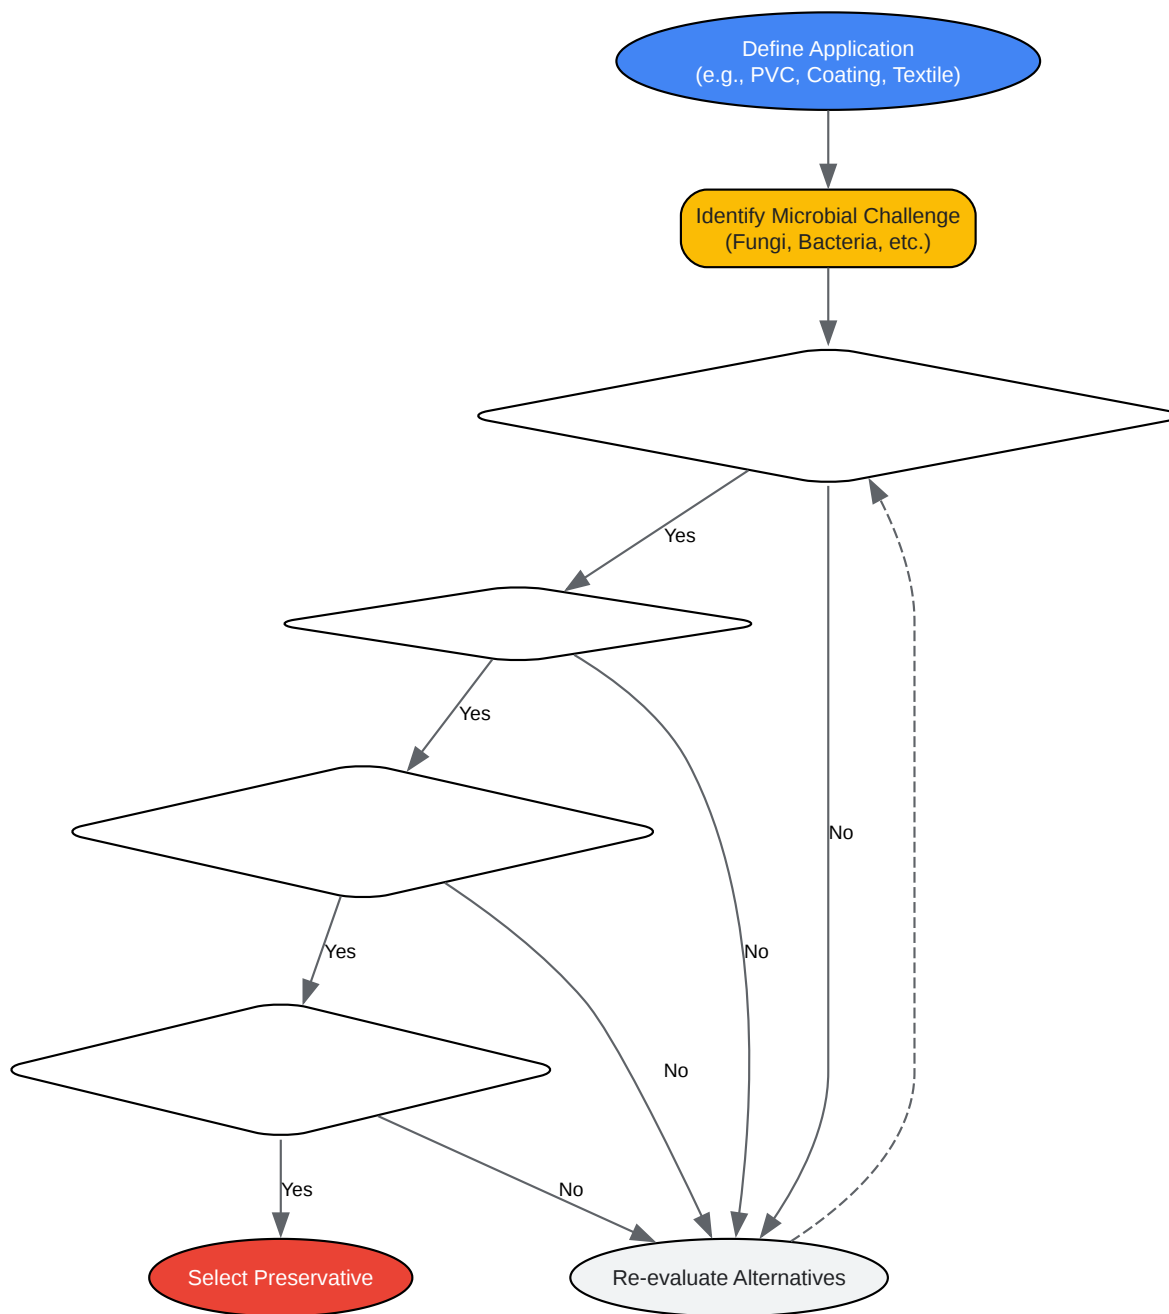 Define Application
(e.g., PVC, Coating, Textile)
Identify Microbial Challenge
(Fungi, Bacteria, etc.)
Yes
Yes
No
Yes
No
No
Yes
No
Select Preservative
Re-evaluate Alternatives